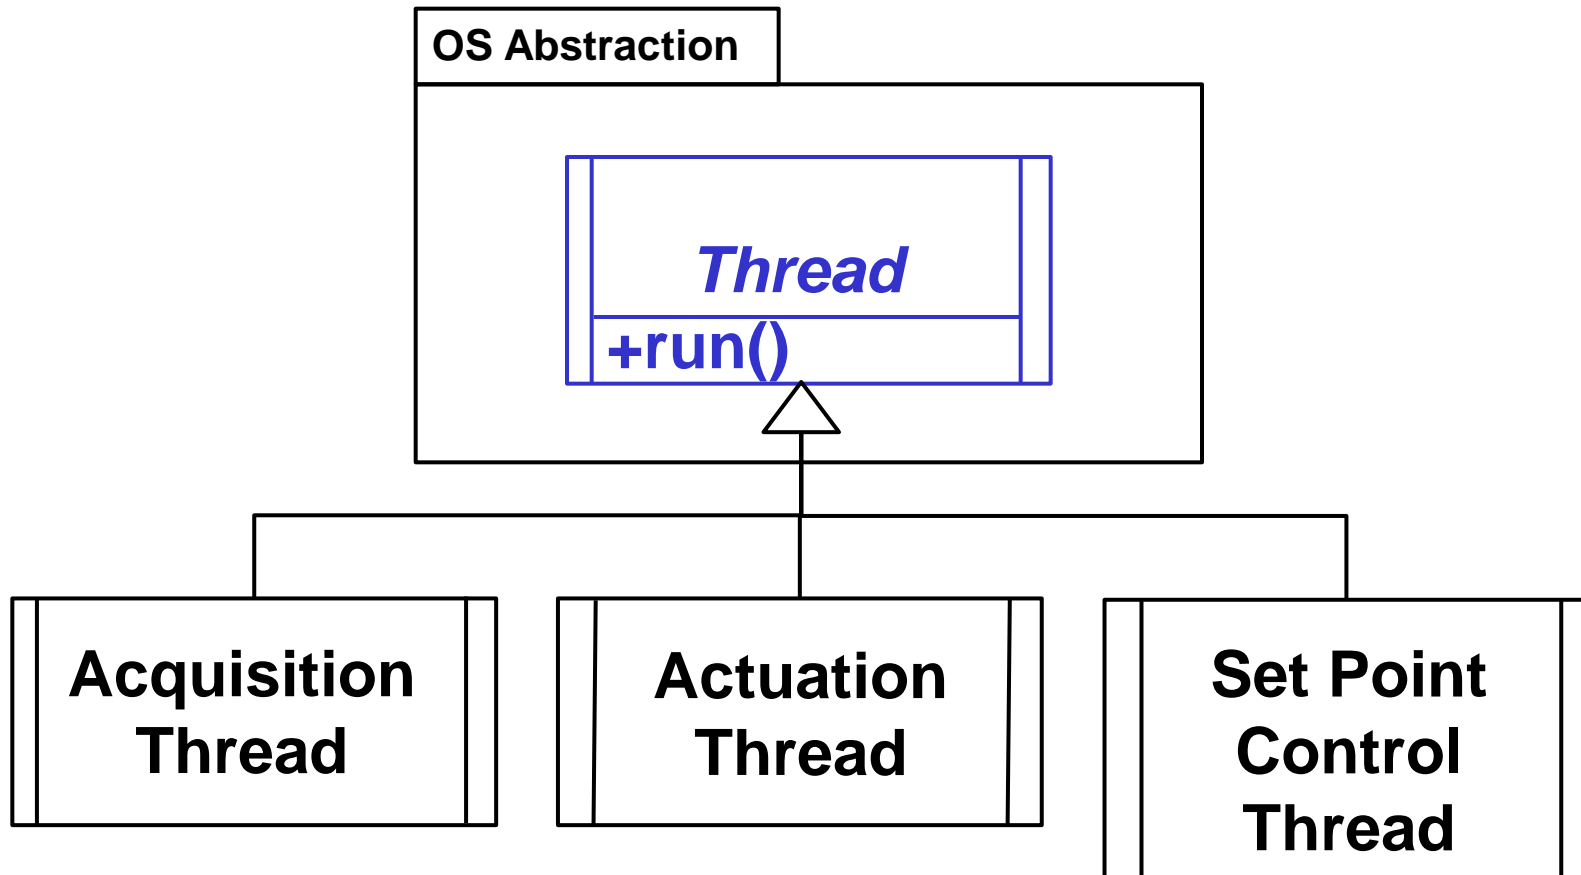 OS Abstraction
Thread
+run()
Acquisition
Thread
Actuation
Thread
Set Point
Control
Thread